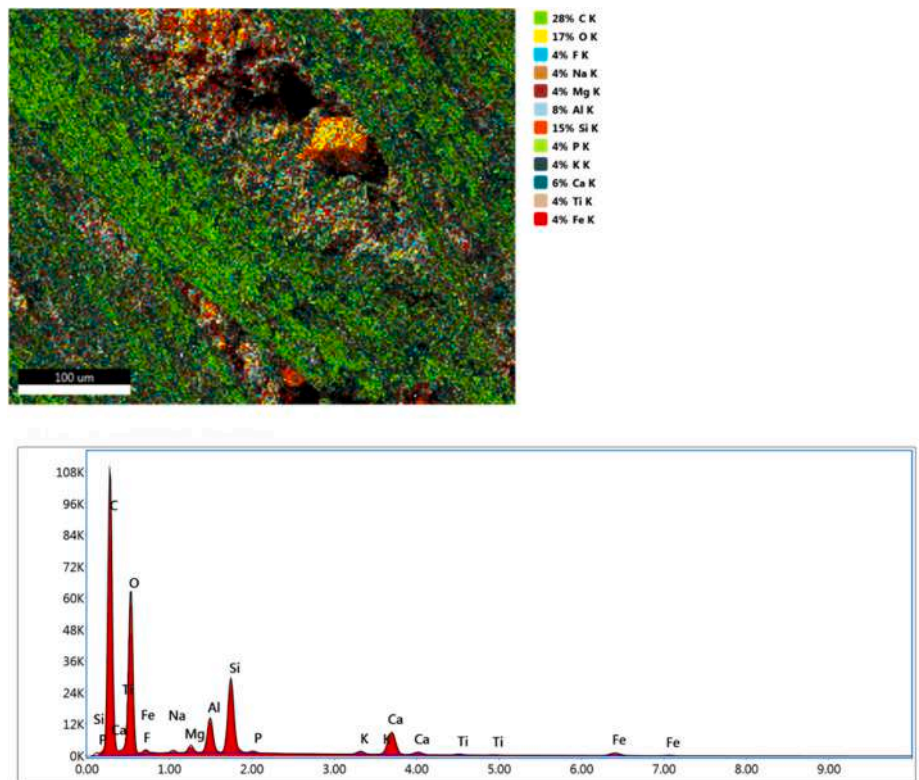 28% C K
17% O K
4% F K
4% Na K
4% Mg K
8% Al K
15% Si K
4% P K
4% K K
6% Ca K
4% Ti K
4% Fe K
100 um
108K
96K
84K
72K
60K
48K
36K
24K
12K
0K
C
O
Ti
Si
Ca
Fe
F
Na
Mg
Al
Si
P
K
K
Ca
Ca
Ti
Ti
Fe
Fe
0.00 1.00 2.00 3.00 4.00 5.00 6.00 7.00 8.00 9.00